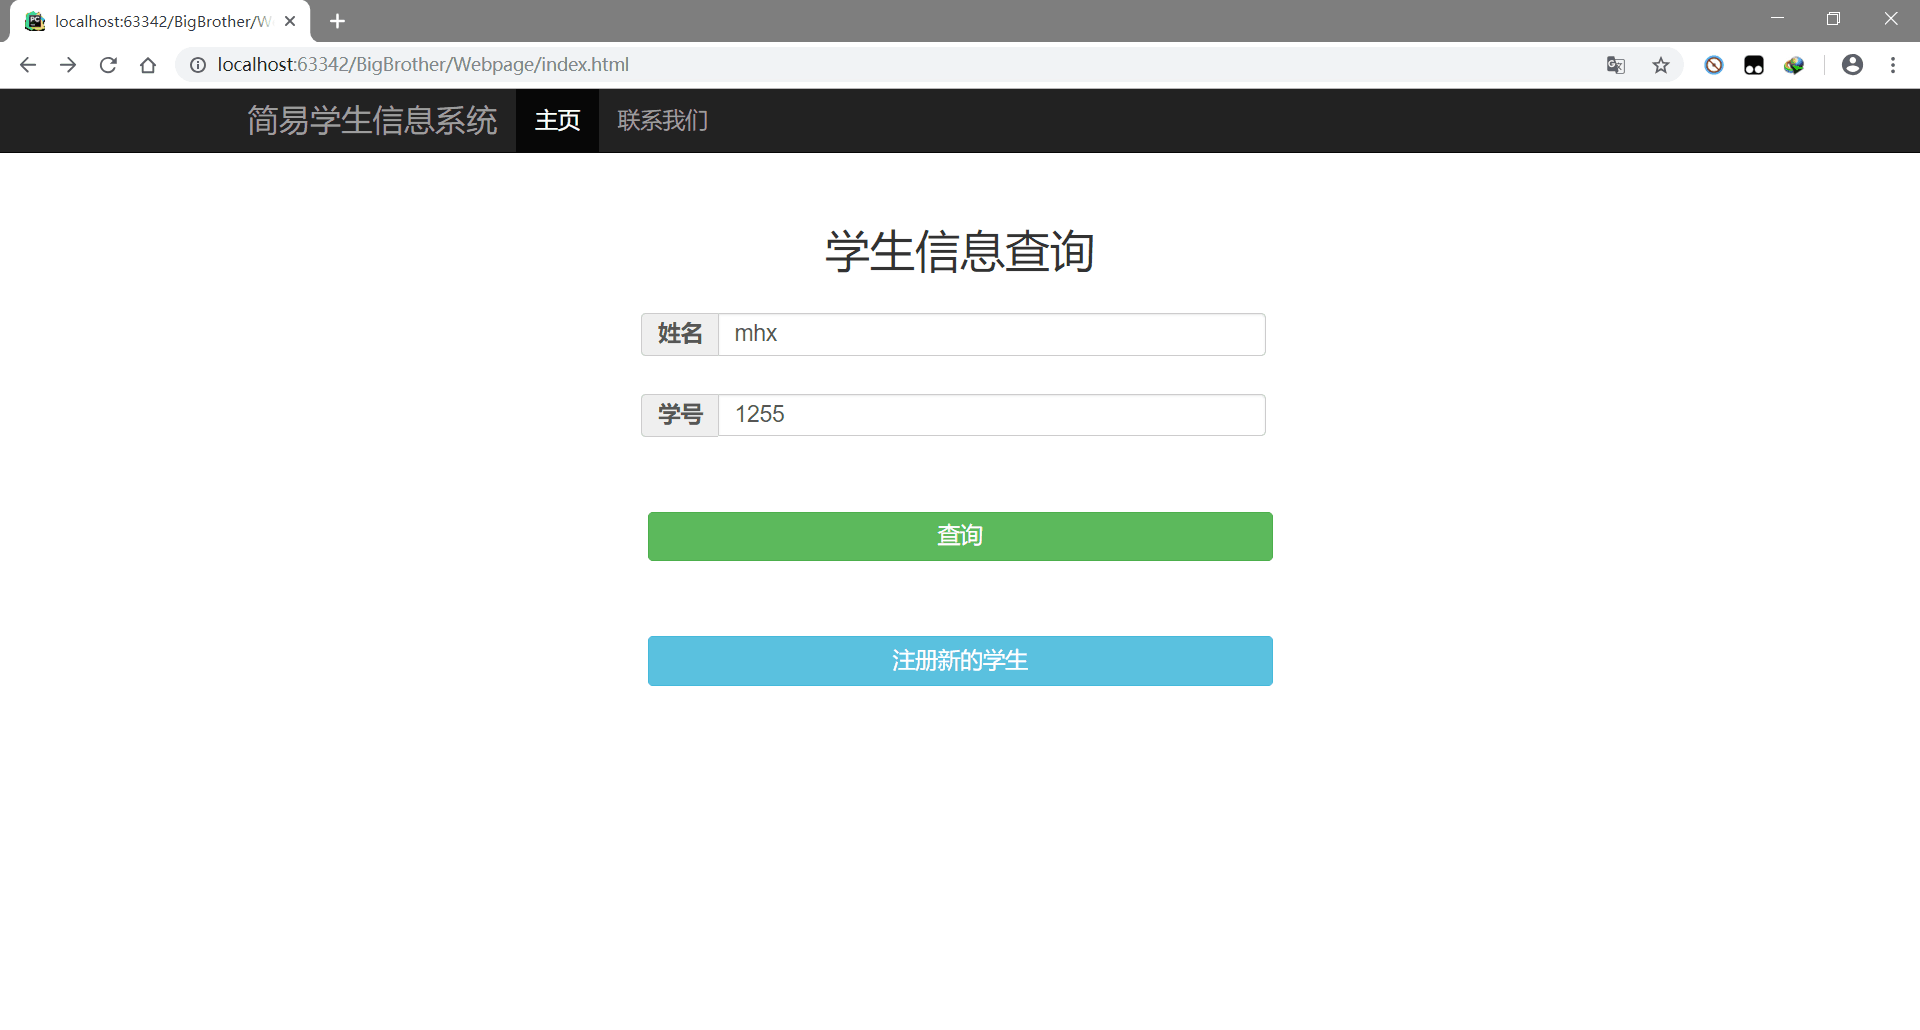 localhost:63342/BigBrother/W
localhost:63342/BigBrother/Webpage/index.html
简易学生信息系统 主页 联系我们
学生信息查询
姓名 mhx
学号 1255
查询
注册新的学生